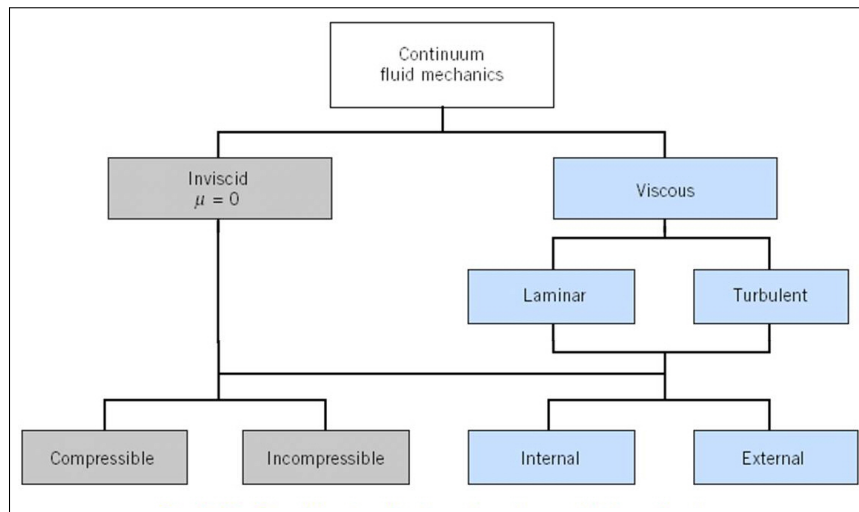 Continuum
fluid mechanics
Inviscid
μ = 0
Viscous
Laminar
Turbulent
Compressible
Incompressible
Internal
External